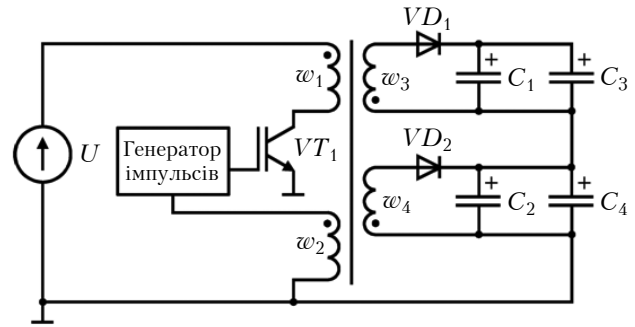 VD₁
w₁
w₃
C₁
C₃
+
+
U
Генератор
імпульсів
VT₁
VD₂
w₂
w₄
C₂
C₄
+
+